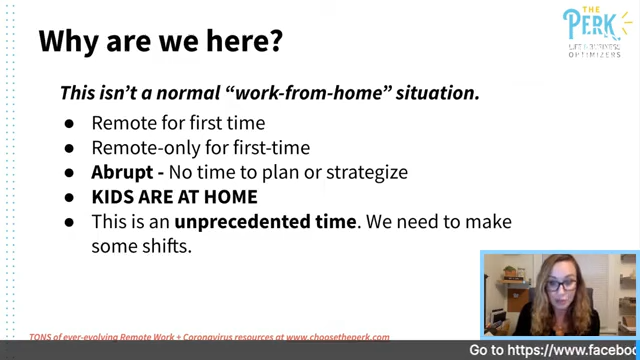 Why are we here?
THE
PERK
LIFE + BUSINESS
OPTIMIZERS
This isn't a normal “work-from-home” situation.
● Remote for first time
● Remote-only for first-time
● Abrupt - No time to plan or strategize
● KIDS ARE AT HOME
● This is an unprecedented time. We need to make
some shifts.
TONS of ever-evolving Remote Work + Coronavirus resources at www.choosetheperk.com
Go to https://www.facebo